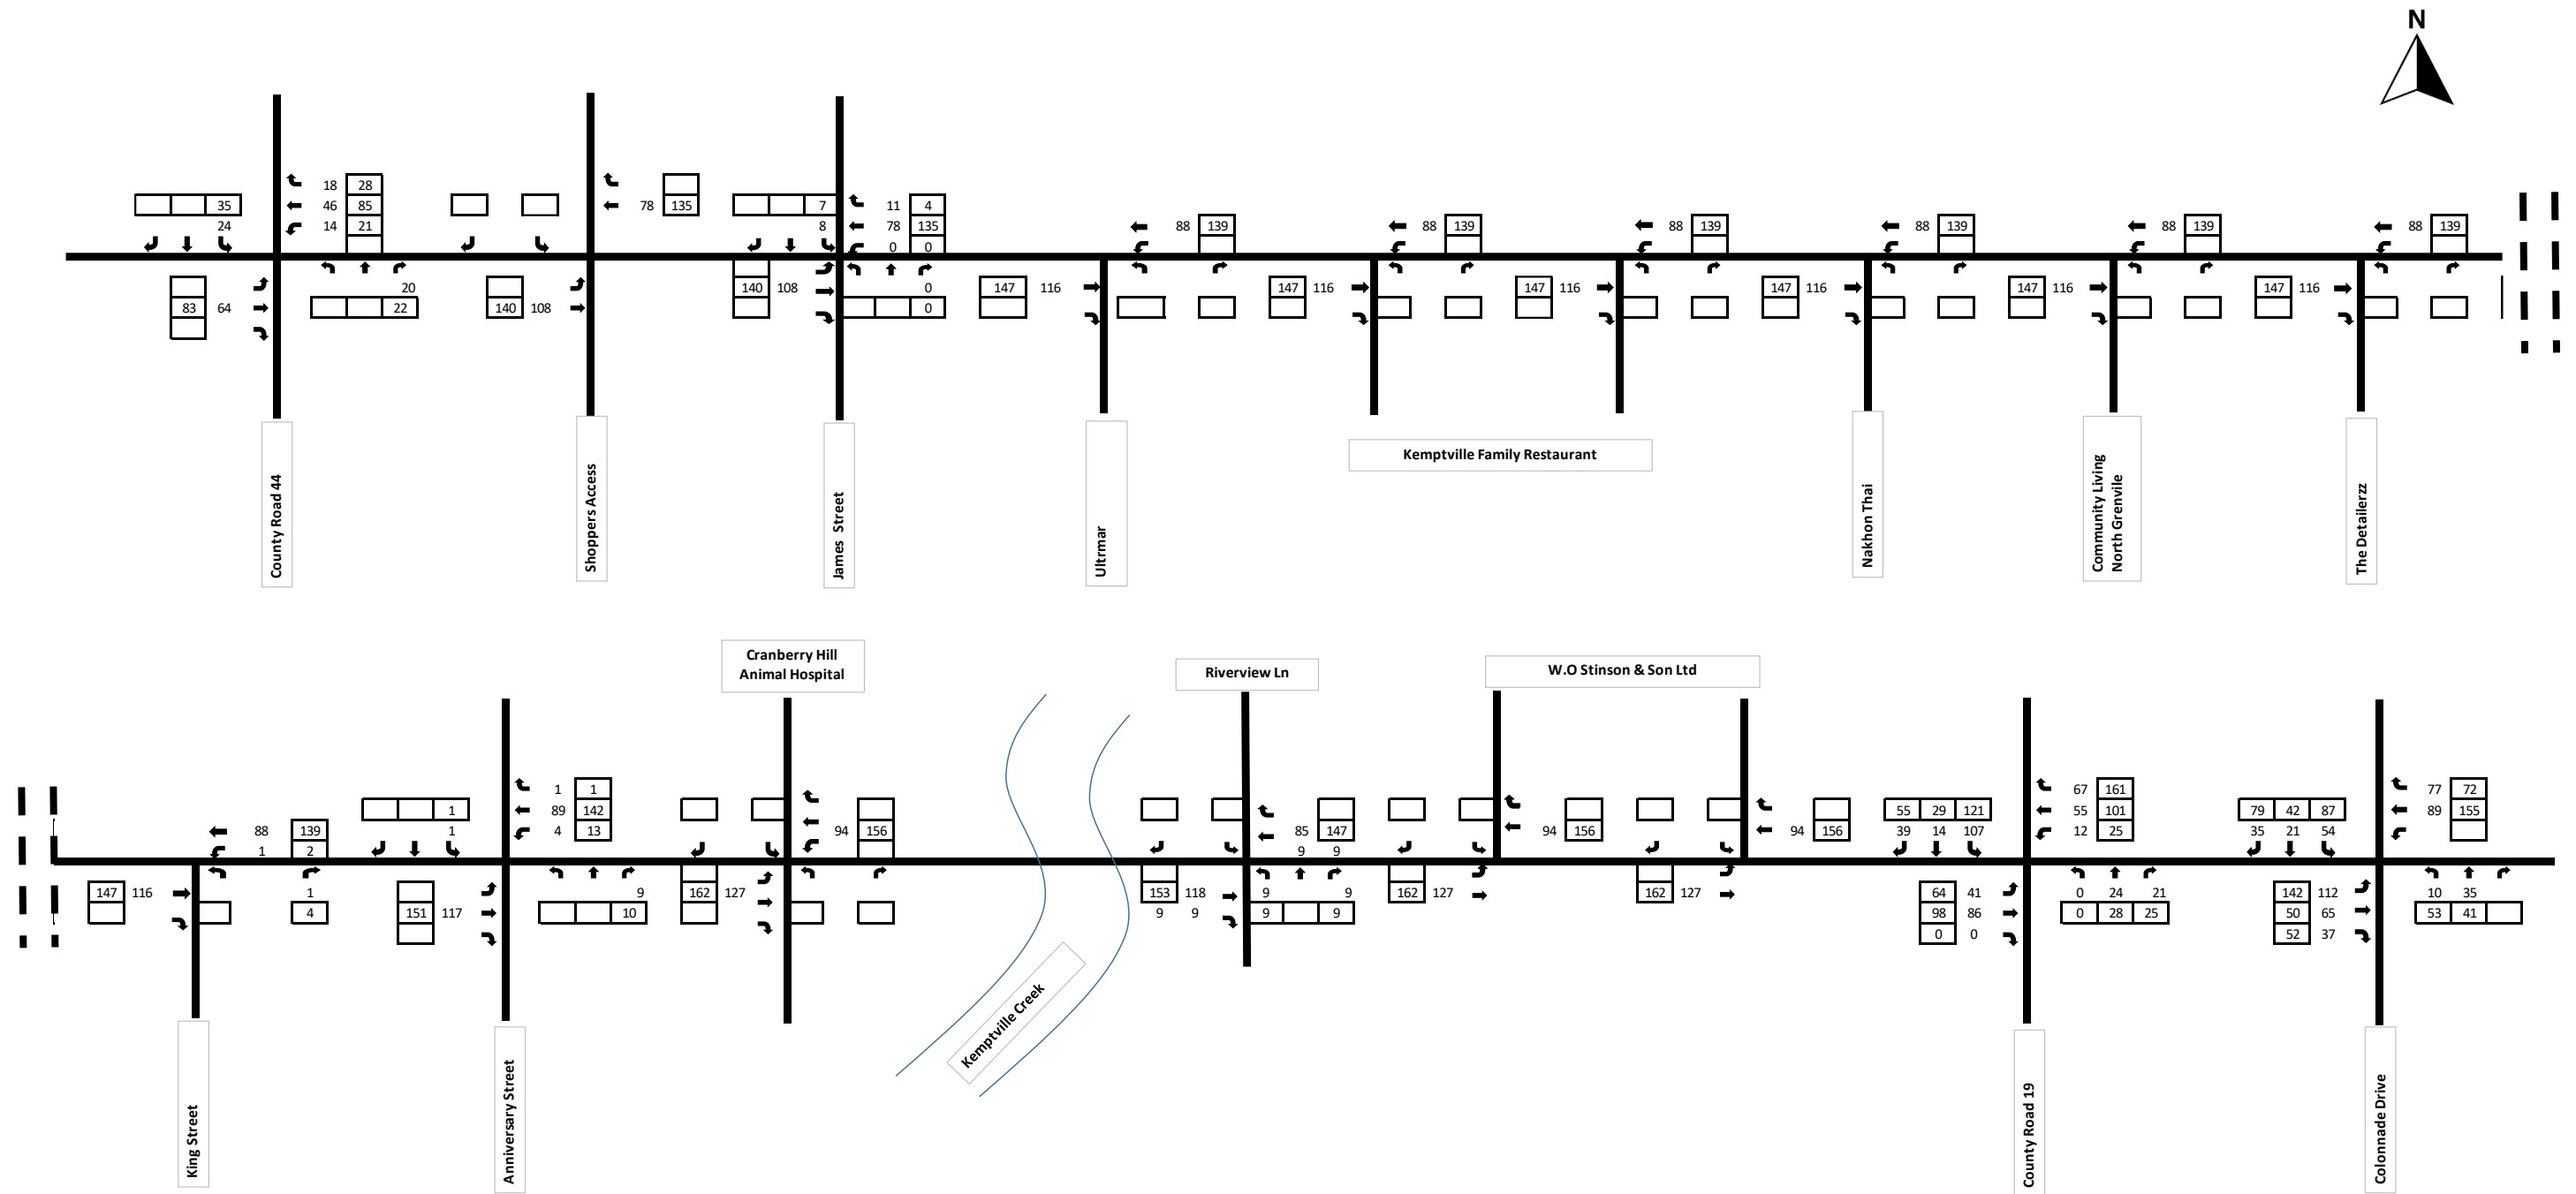 N
18 28
35 46 85 7 11 4
24 14 21 78 135 8 78 135
0 0
88 139 88 139 88 139 88 139 88 139 88 139
83 64 20 140 108 140 108 0 147 116 147 116 147 116 147 116 147 116 147 116
22 0
County Road 44
Shoppers Access
James Street
Ultrmar
Kemptville Family Restaurant
Nakhon Thai
Community Living
North Grenvile
The Detailerzz
Cranberry Hill
Animal Hospital
Riverview Ln
W.O Stinson & Son Ltd
1 1 67 161 77 72
1 89 142 55 29 121 55 101 79 42 87 89 155
88 139 1 4 13 94 156 85 147 94 156 94 156 39 14 107 12 25 35 21 54
1 2 9 9
147 116 1 9 162 127 153 118 9 9 162 127 162 127 64 41 0 24 21 142 112 10 35
4 151 117 10 9 9 9 9 98 86 0 28 25 50 65 53 41
0 0 52 37
Kemptville Creek
King Street
Anniversary Street
County Road 19
Colonnade Drive